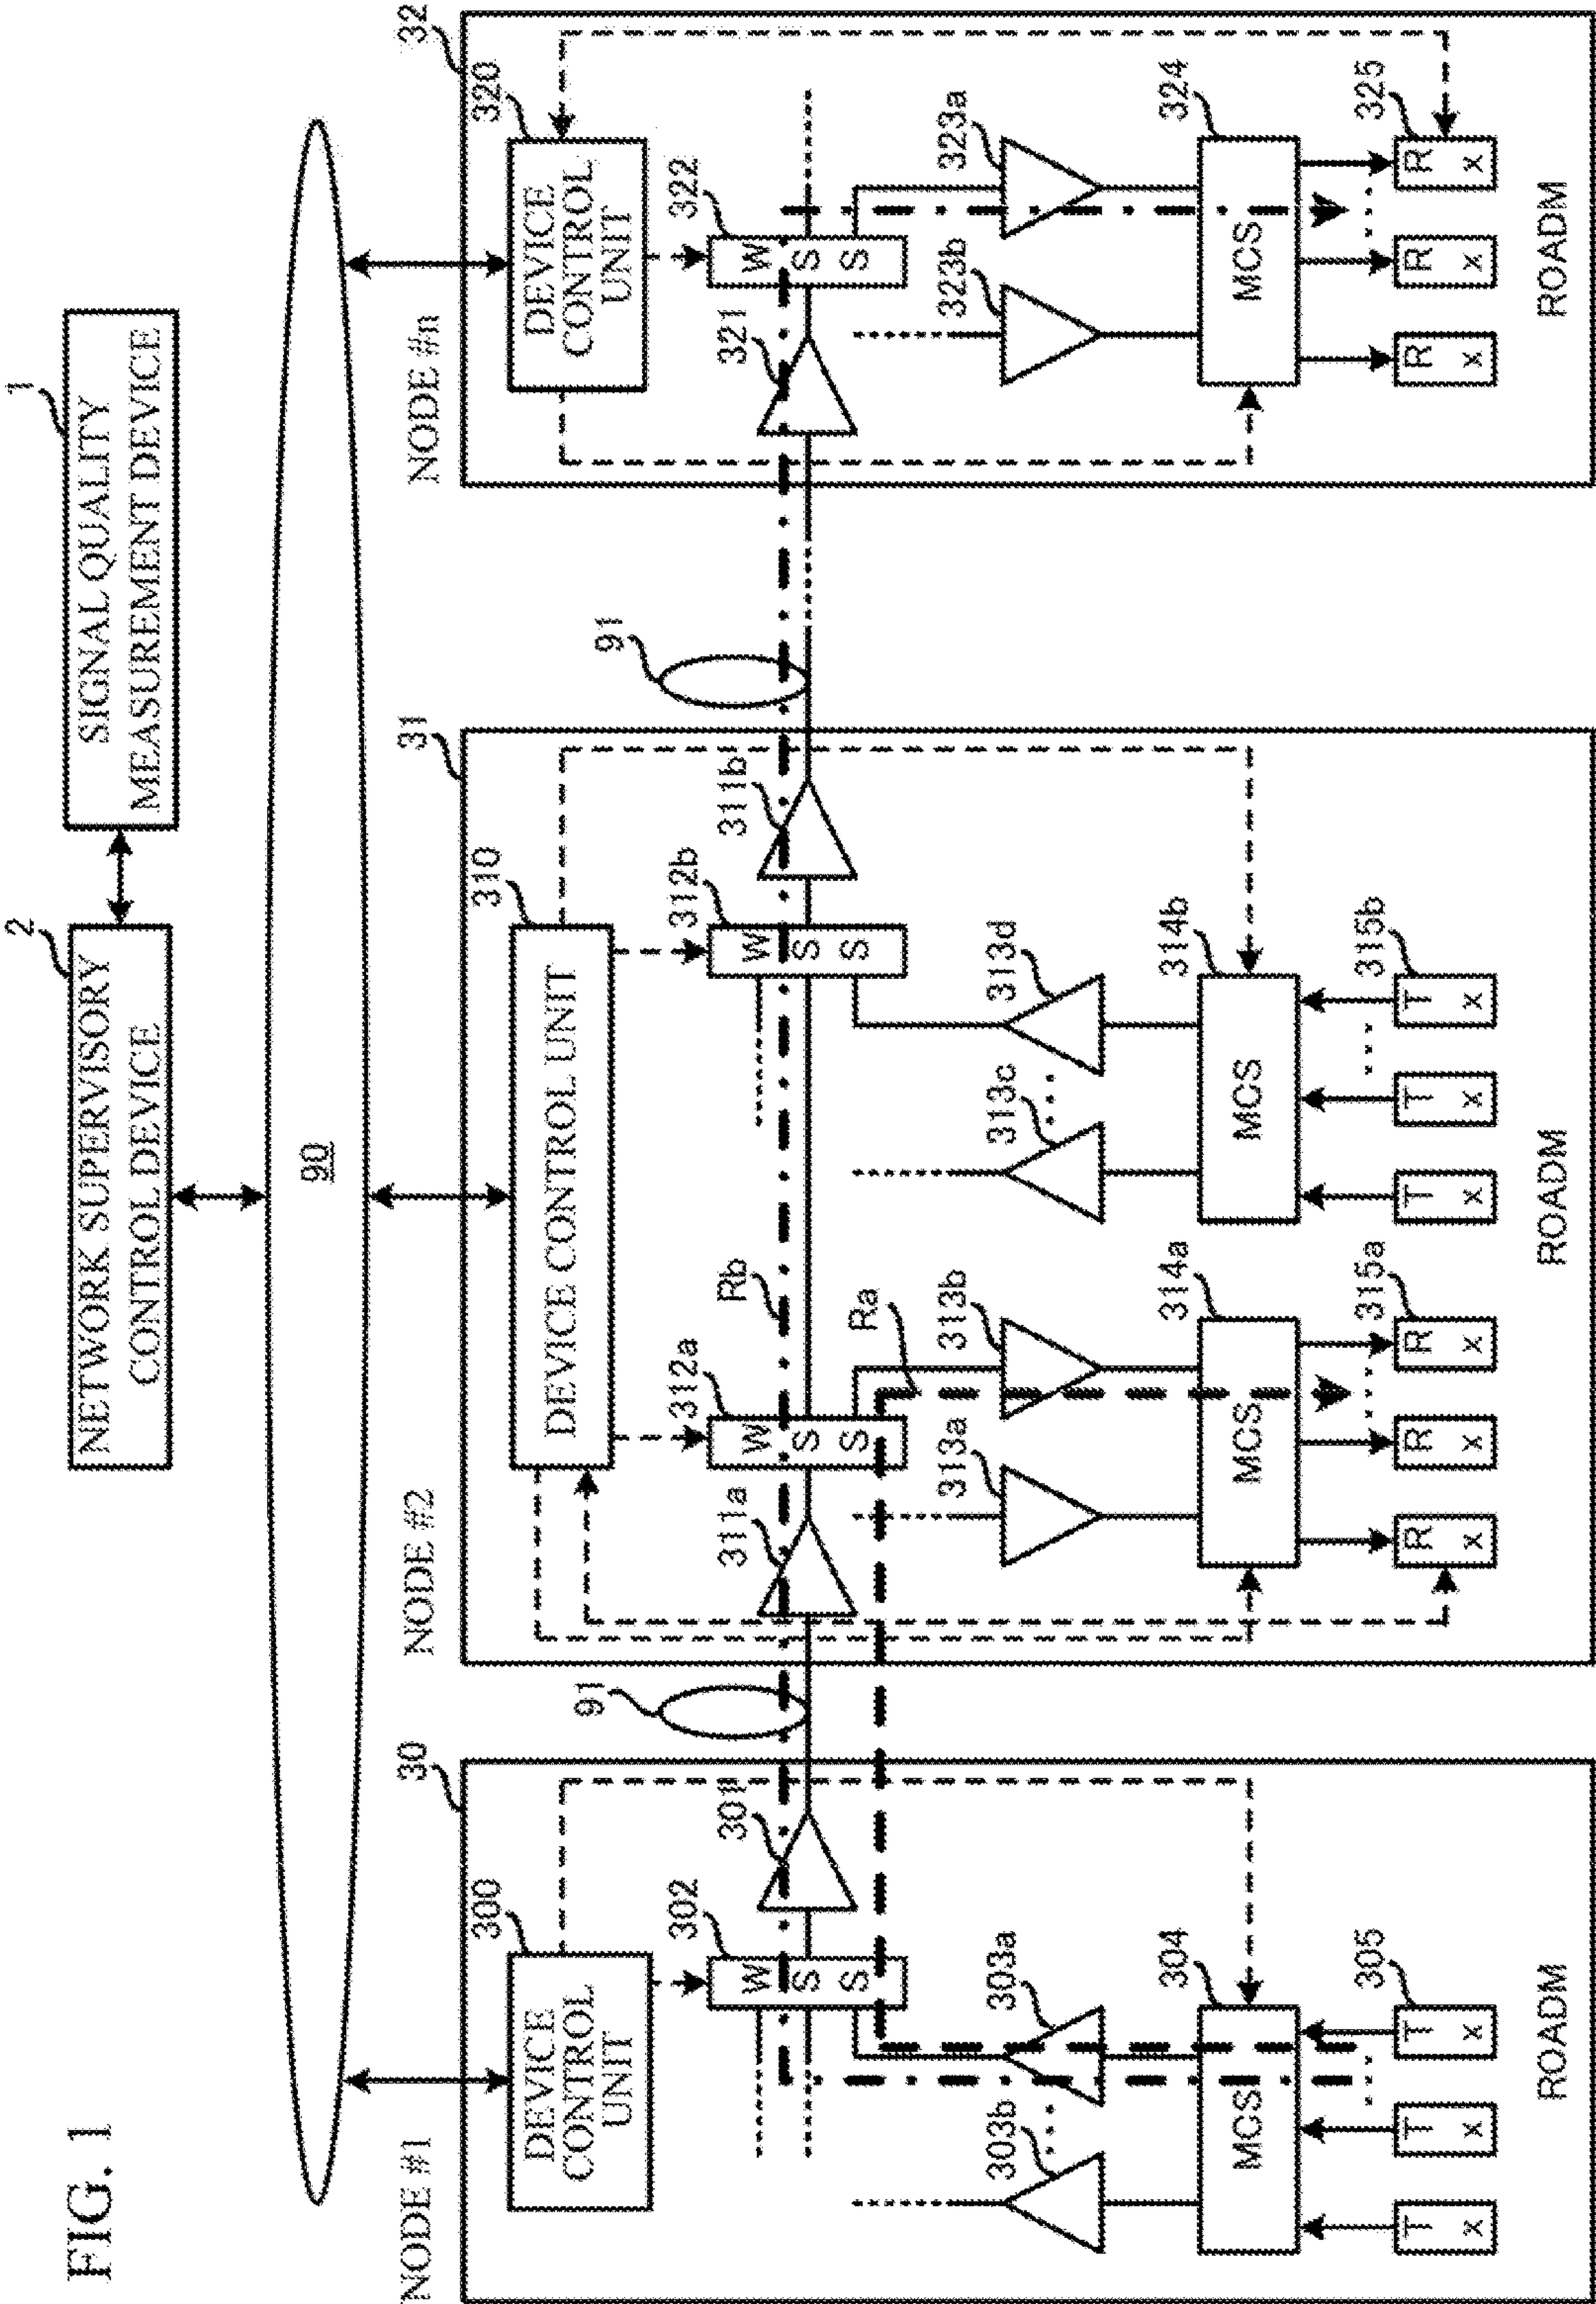 FIG. 1
2
NETWORK SUPERVISORY
CONTROL DEVICE
1
SIGNAL QUALITY
MEASUREMENT DEVICE
90
NODE #1
30
300
DEVICE
CONTROL
UNIT
302
W
S
S
301
303b
303a
304
MCS
305
T
x
T
x
T
x
ROADM
91
NODE #2
31
310
DEVICE CONTROL UNIT
311a
312a
W
S
S
Rb
Ra
312b
W
S
S
311b
313a
313b
313c
313d
314a
MCS
314b
MCS
315a
R
x
R
x
R
x
315b
T
x
T
x
T
x
ROADM
91
NODE #n
32
320
DEVICE
CONTROL
UNIT
321
322
W
S
S
323b
323a
324
MCS
325
R
x
R
x
R
x
ROADM